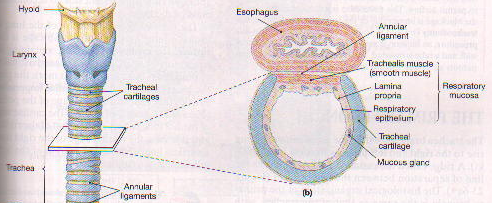 Hyoid
Larynx
Tracheal
cartilages
Trachea
Annular
ligaments
Esophagus
Annular
ligament
Trachealis muscle
(smooth muscle)
Lamina
propria
Respiratory
mucosa
Respiratory
epithelium
Tracheal
cartilage
Mucous gland
(b)